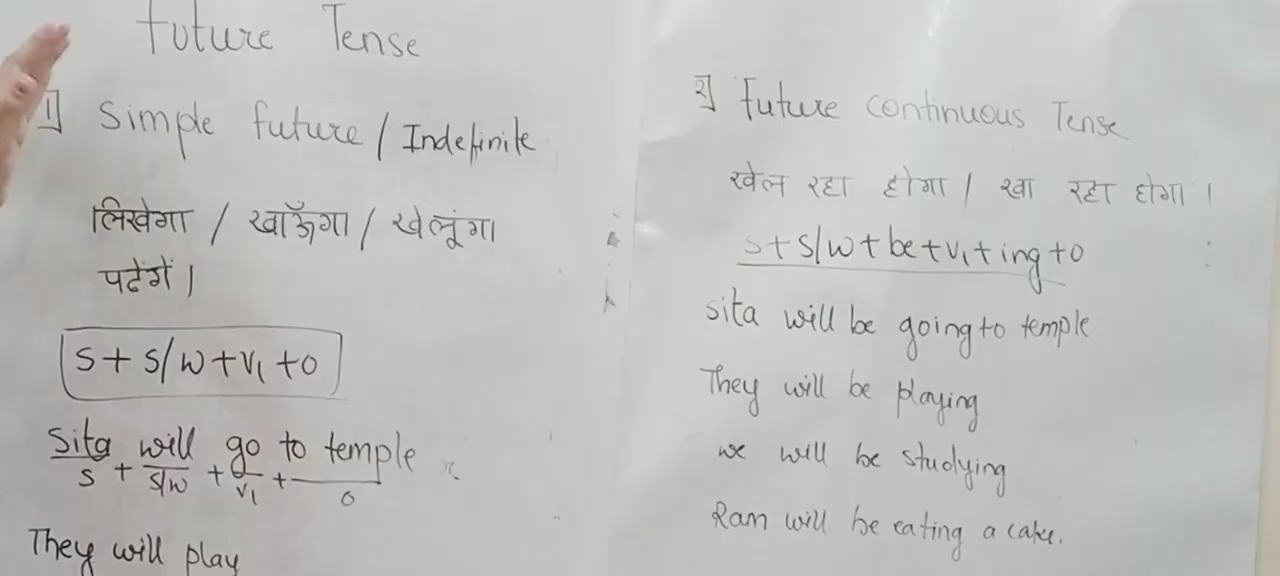 Future Tense
1] Simple future / Indefinite
लिखेगा / खाऊँगा / खेलूंगा
पढेंगें।
S + S/W + V₁ + O
Sita will go to temple
S + S/W + V₁ + O
They will play
२] Future continuous Tense
खेल रहा होगा / खा रहा होगा।
S + S/W + be + V₁ + ing + O
Sita will be going to temple
They will be playing
we will be studying
Ram will be eating a cake.